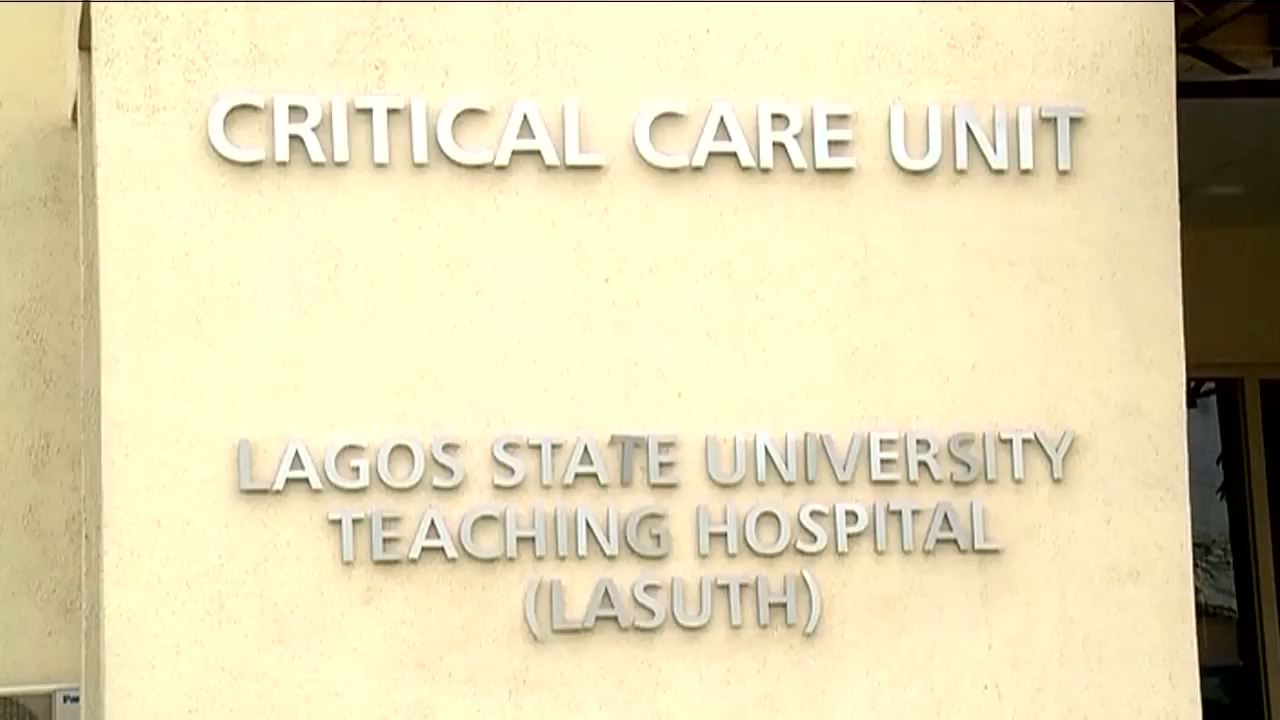 CRITICAL CARE UNIT
LAGOS STATE UNIVERSITY
TEACHING HOSPITAL
(LASUTH)